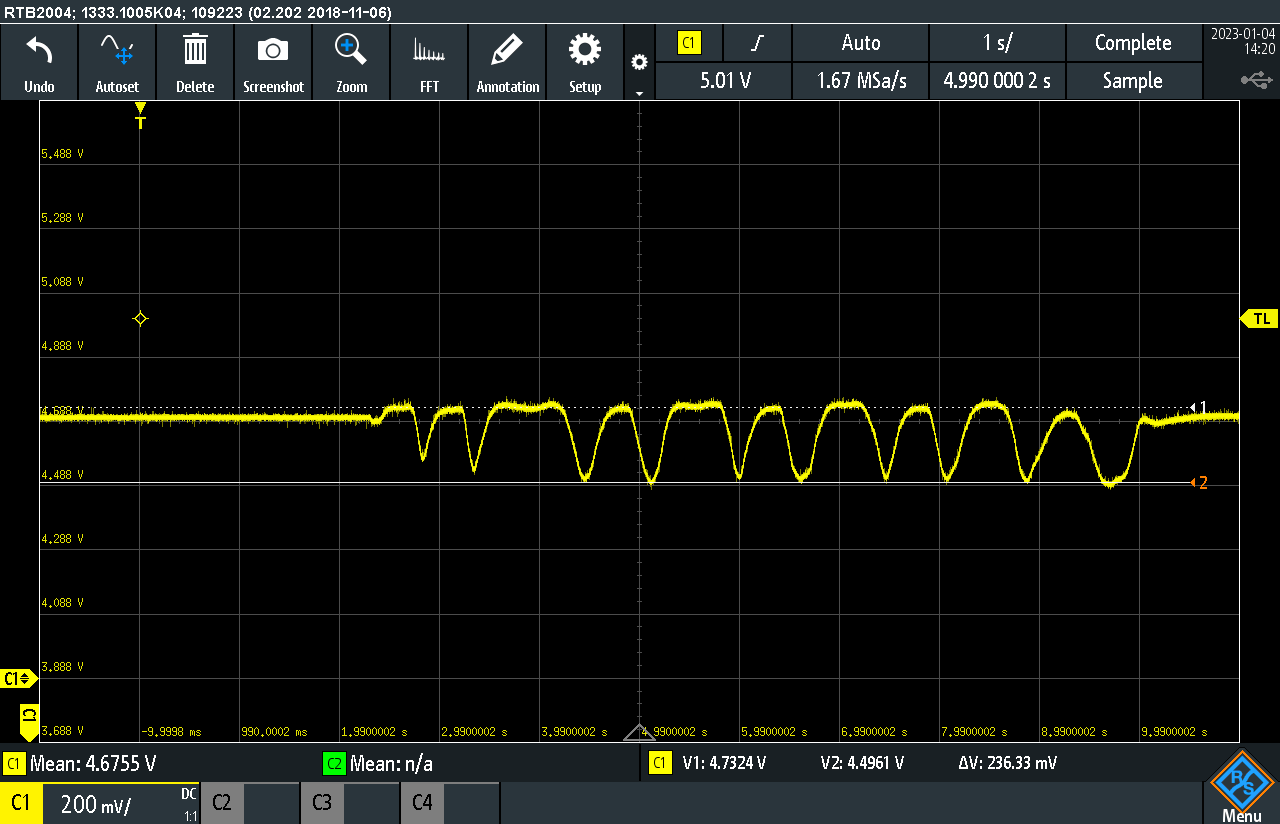 RTB2004; 1333.1005K04; 109223 (02.202 2018-11-06)
Undo Autoset Delete Screenshot Zoom FFT Annotation Setup
C1 Auto 1 s/ Complete
5.01 V 1.67 MSa/s 4.990 000 2 s Sample
2023-01-04
14:20
T
5.488 V
5.288 V
5.088 V
TL
4.888 V
4.688 V
1
4.488 V
2
4.288 V
4.088 V
3.888 V
C1
C1
3.688 V
-9.9998 ms 990.0002 ms 1.9900002 s 2.9900002 s 3.9900002 s 4.9900002 s 5.9900002 s 6.9900002 s 7.9900002 s 8.9900002 s 9.9900002 s
C1 Mean: 4.6755 V C2 Mean: n/a C1 V1: 4.7324 V V2: 4.4961 V ΔV: 236.33 mV
C1 200 mV/ DC 1:1 C2 C3 C4
R S
Menu